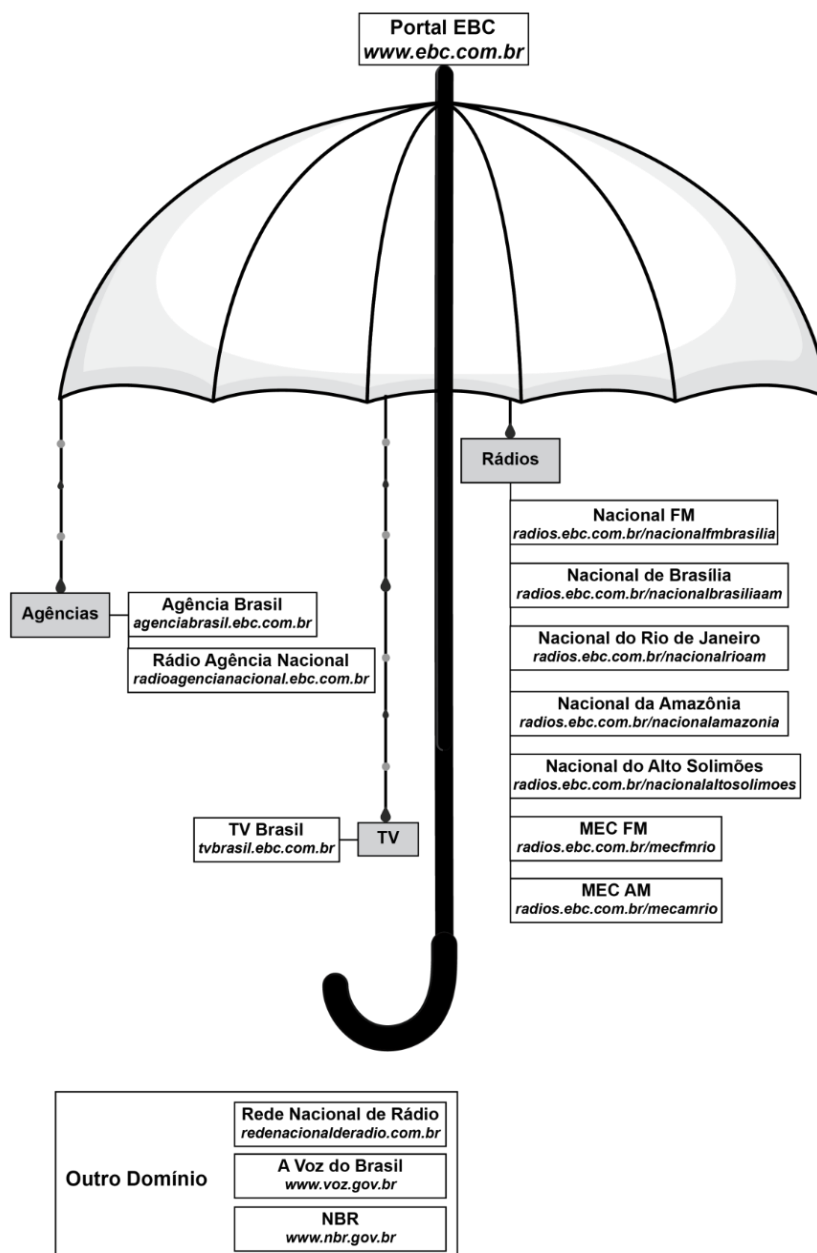 Portal EBC
www.ebc.com.br
Rádios
Nacional FM
radios.ebc.com.br/nacionalfmbrasilia
Nacional de Brasília
radios.ebc.com.br/nacionalbrasiliaam
Nacional do Rio de Janeiro
radios.ebc.com.br/nacionalrioam
Nacional da Amazônia
radios.ebc.com.br/nacionalamazonia
Nacional do Alto Solimões
radios.ebc.com.br/nacionalaltosolimoes
MEC FM
radios.ebc.com.br/mecfmrio
MEC AM
radios.ebc.com.br/mecamrio
Agências
Agência Brasil
agenciabrasil.ebc.com.br
Rádio Agência Nacional
radioagencianacional.ebc.com.br
TV Brasil
tvbrasil.ebc.com.br
TV
Outro Domínio
Rede Nacional de Rádio
redenacionalderadio.com.br
A Voz do Brasil
www.voz.gov.br
NBR
www.nbr.gov.br